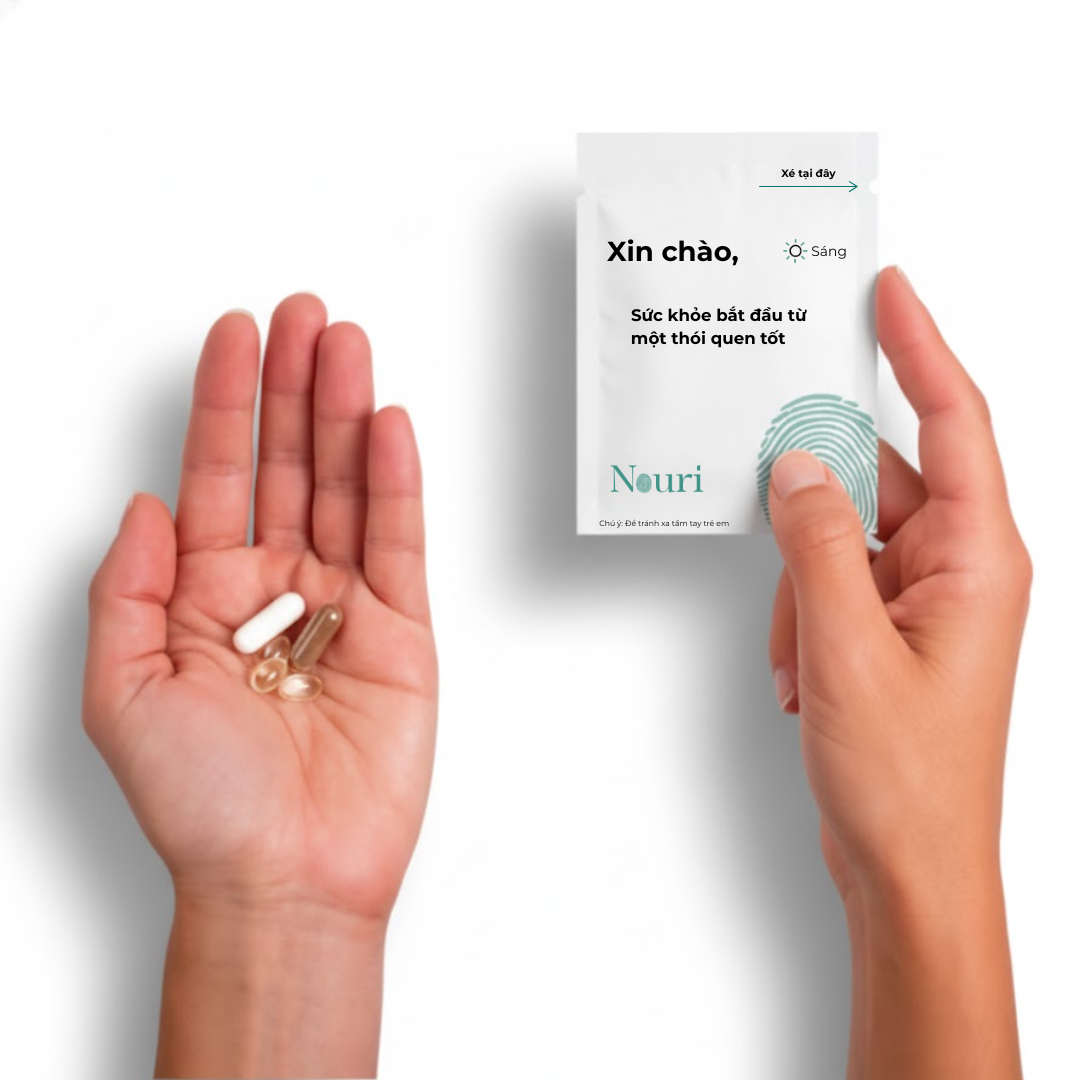 Xé tại đây
Xin chào,
Sáng
Sức khỏe bắt đầu từ
một thói quen tốt
Nouri
Chú ý: Để tránh xa tầm tay trẻ em